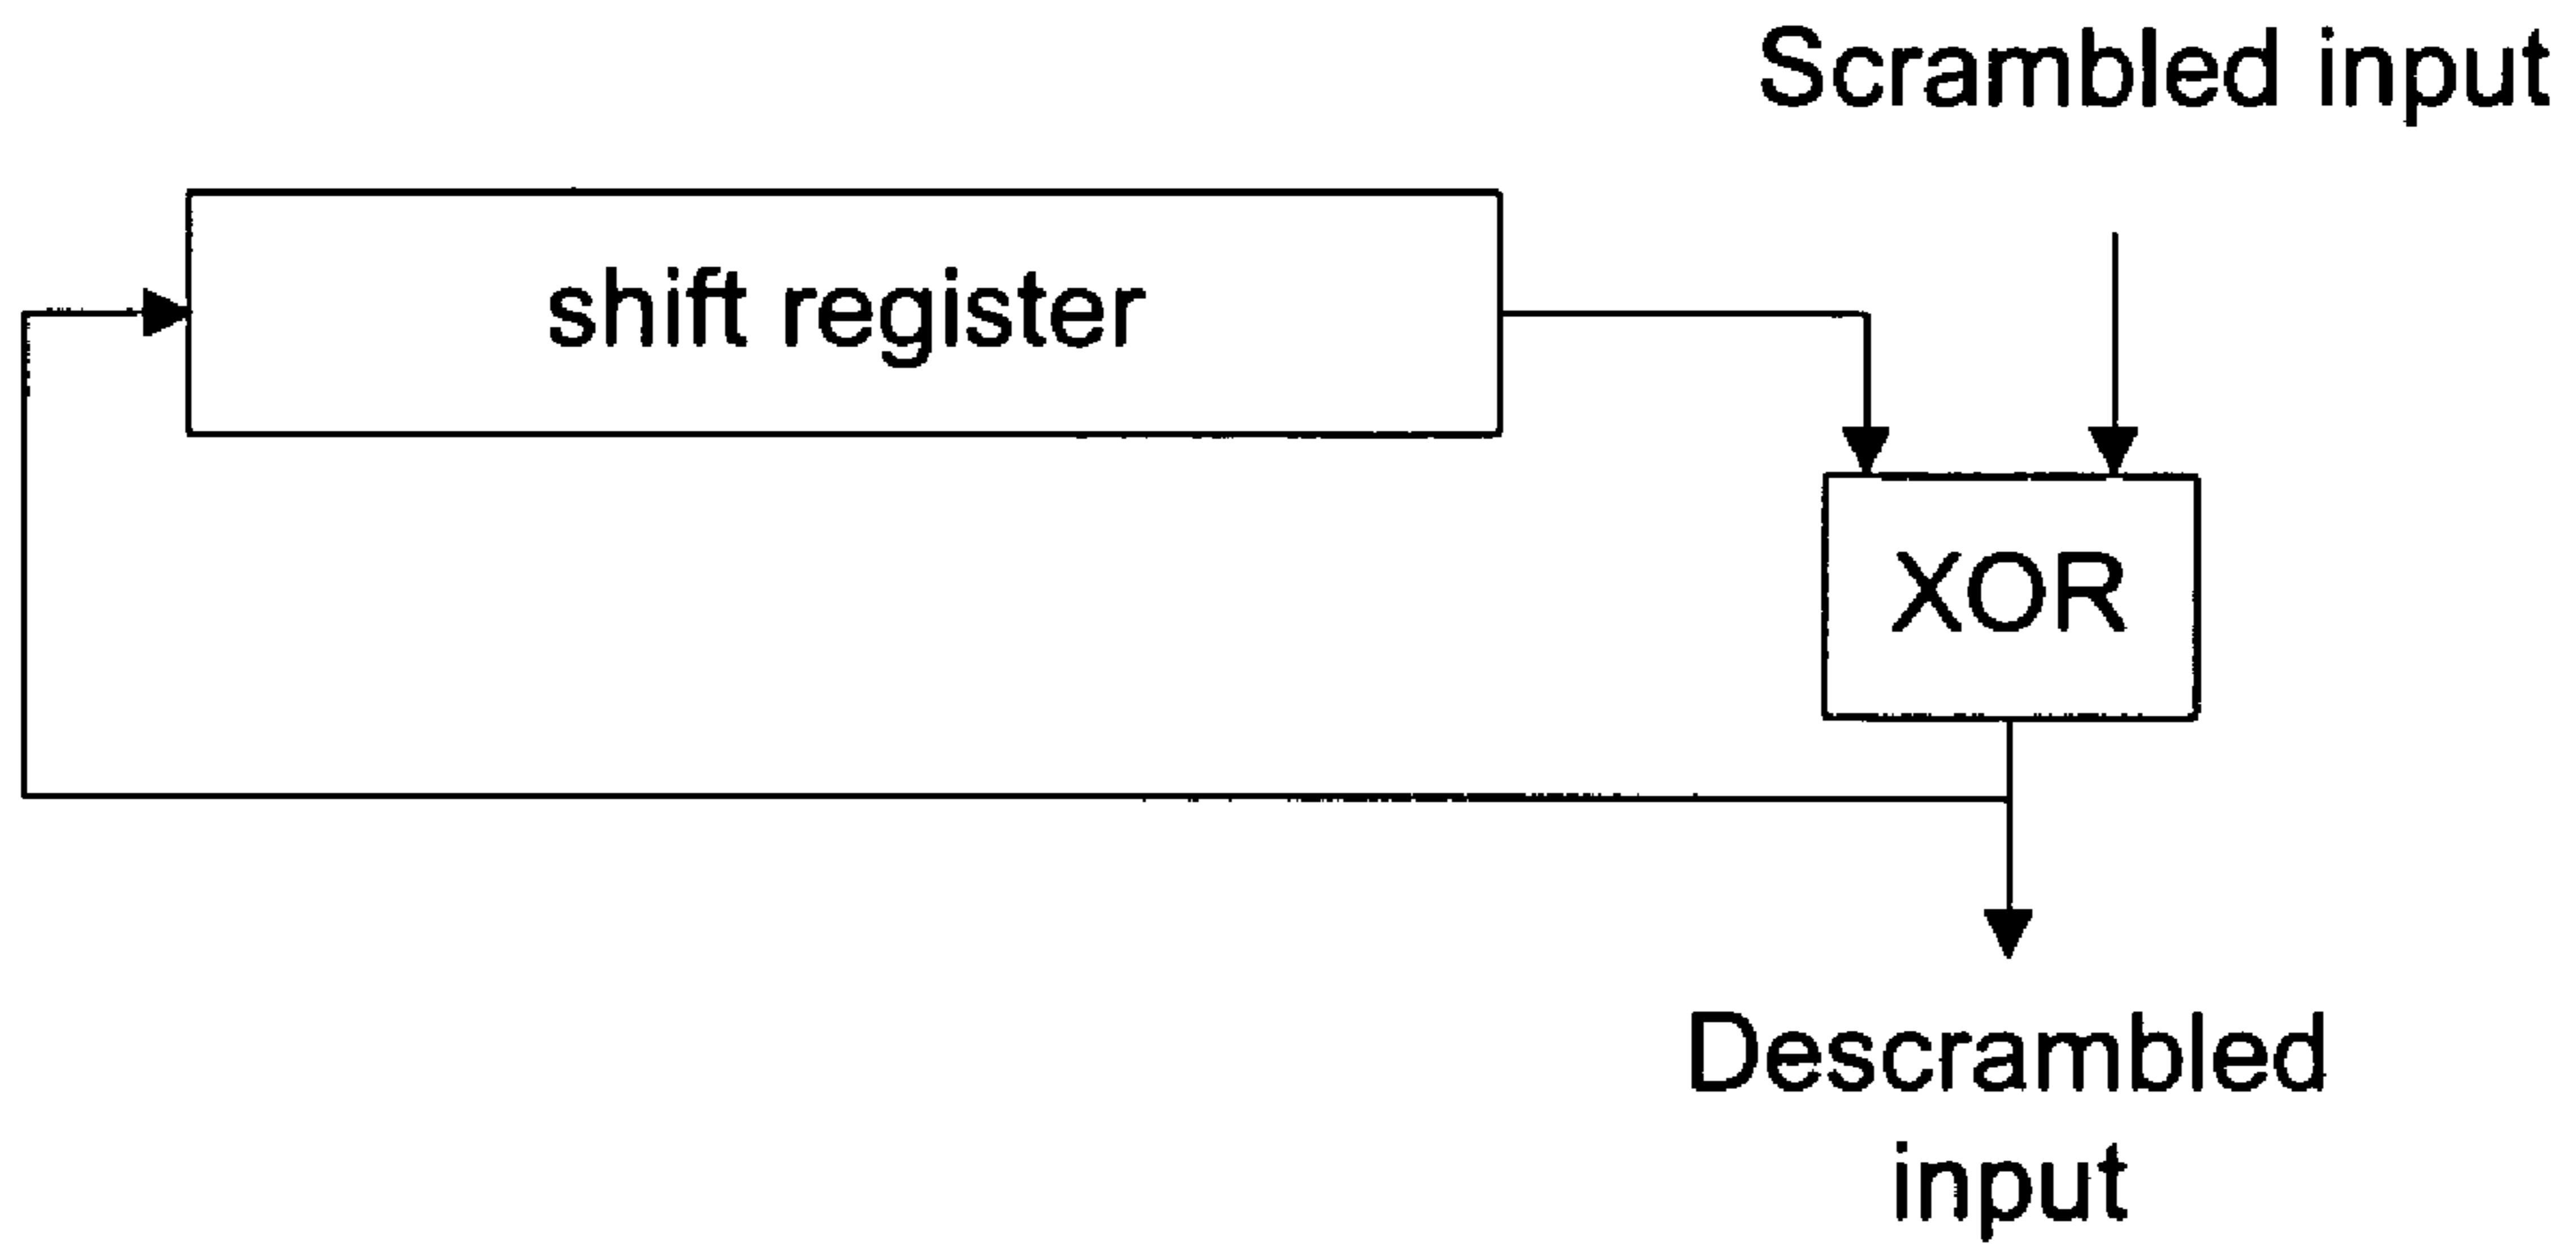 Scrambled input
shift register
XOR
Descrambled
input